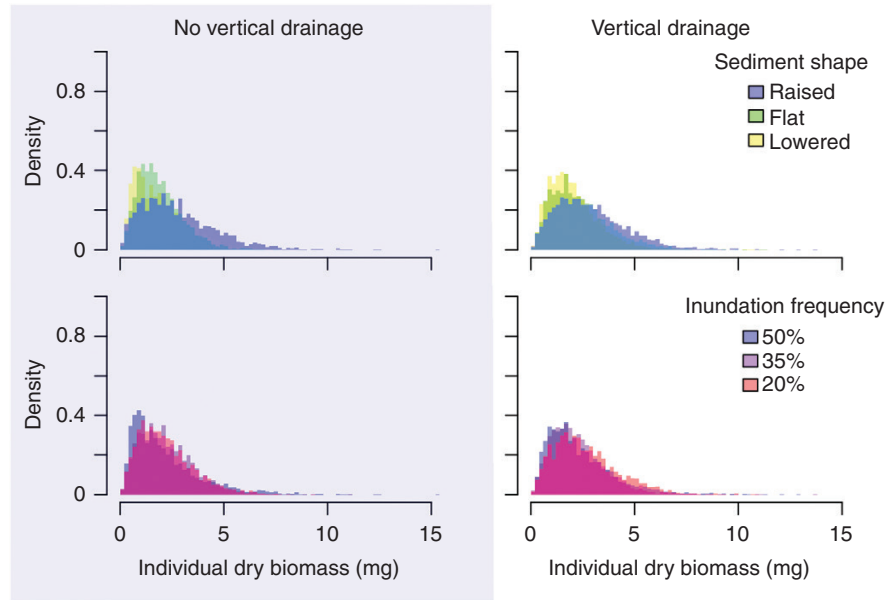 No vertical drainage
Vertical drainage
Sediment shape
Raised
Flat
Lowered
Density
0.8
0.4
0
0 5 10 15
0 5 10 15
Inundation frequency
50%
35%
20%
Density
0.8
0.4
0
Individual dry biomass (mg)
Individual dry biomass (mg)